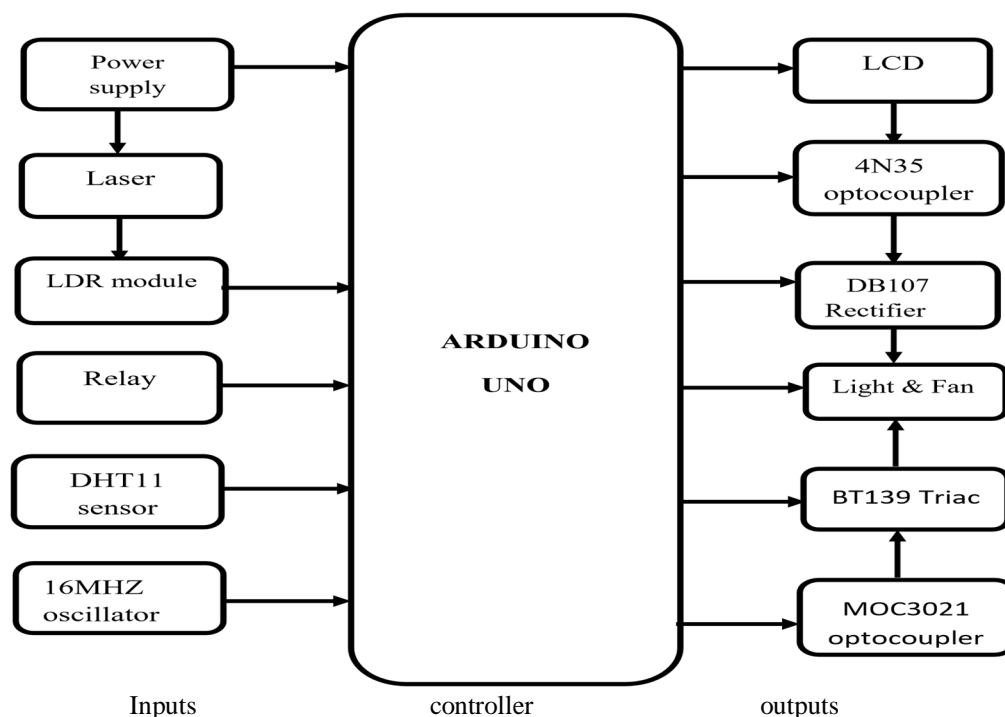 Power
supply
Laser
LDR module
Relay
DHT11
sensor
16MHZ
oscillator
ARDUINO
UNO
LCD
4N35
optocoupler
DB107
Rectifier
Light & Fan
BT139 Triac
MOC3021
optocoupler
Inputs
controller
outputs